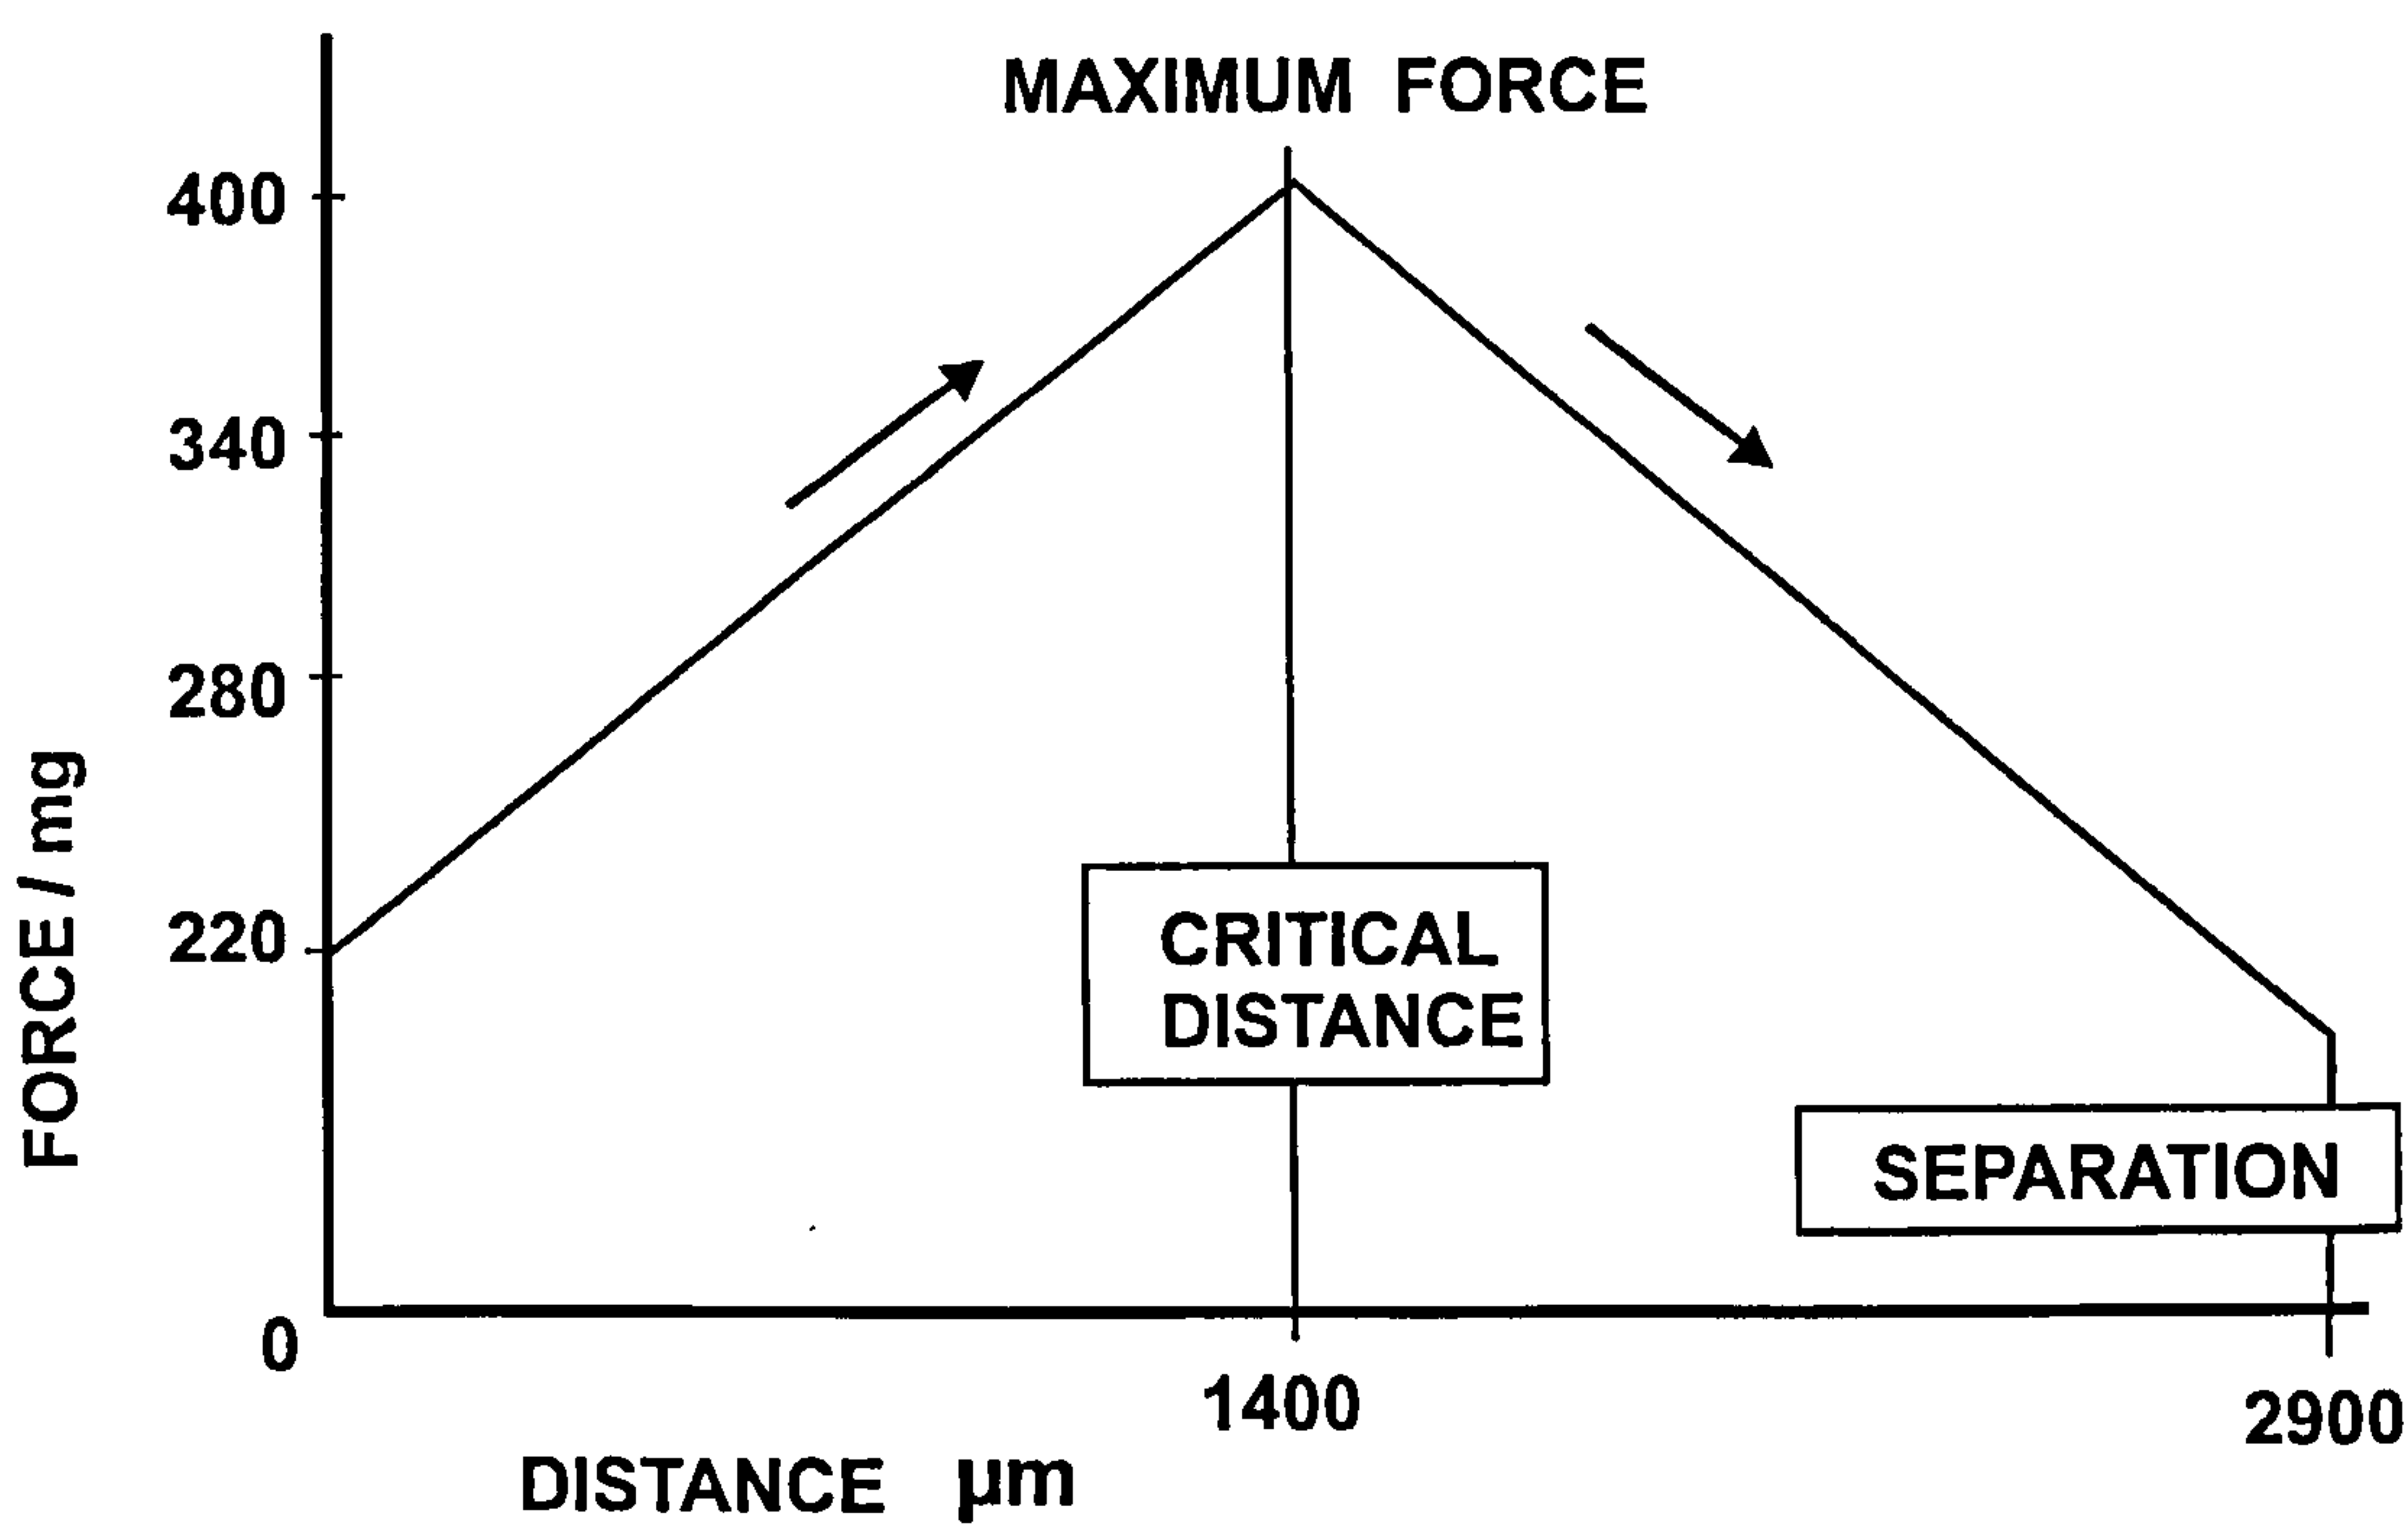 MAXIMUM FORCE
400
340
280
220
0
FORCE / mg
CRITICAL
DISTANCE
SEPARATION
1400
2900
DISTANCE µm